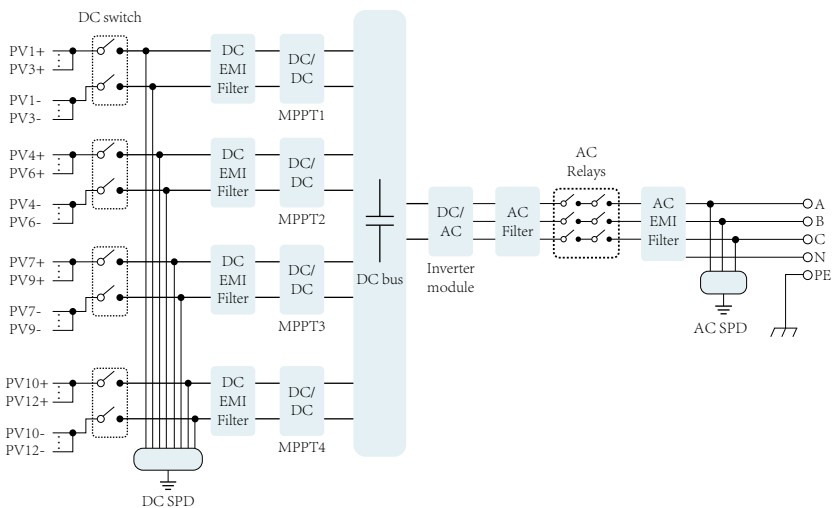 DC switch
PV1+
PV3+
PV1-
PV3-
DC
EMI
Filter
DC/
DC
MPPT1
PV4+
PV6+
PV4-
PV6-
DC
EMI
Filter
DC/
DC
MPPT2
PV7+
PV9+
PV7-
PV9-
DC
EMI
Filter
DC/
DC
MPPT3
PV10+
PV12+
PV10-
PV12-
DC
EMI
Filter
DC/
DC
MPPT4
DC SPD
DC bus
DC/
AC
Inverter
module
AC
Filter
AC
Relays
AC
EMI
Filter
AC SPD
A
B
C
N
PE